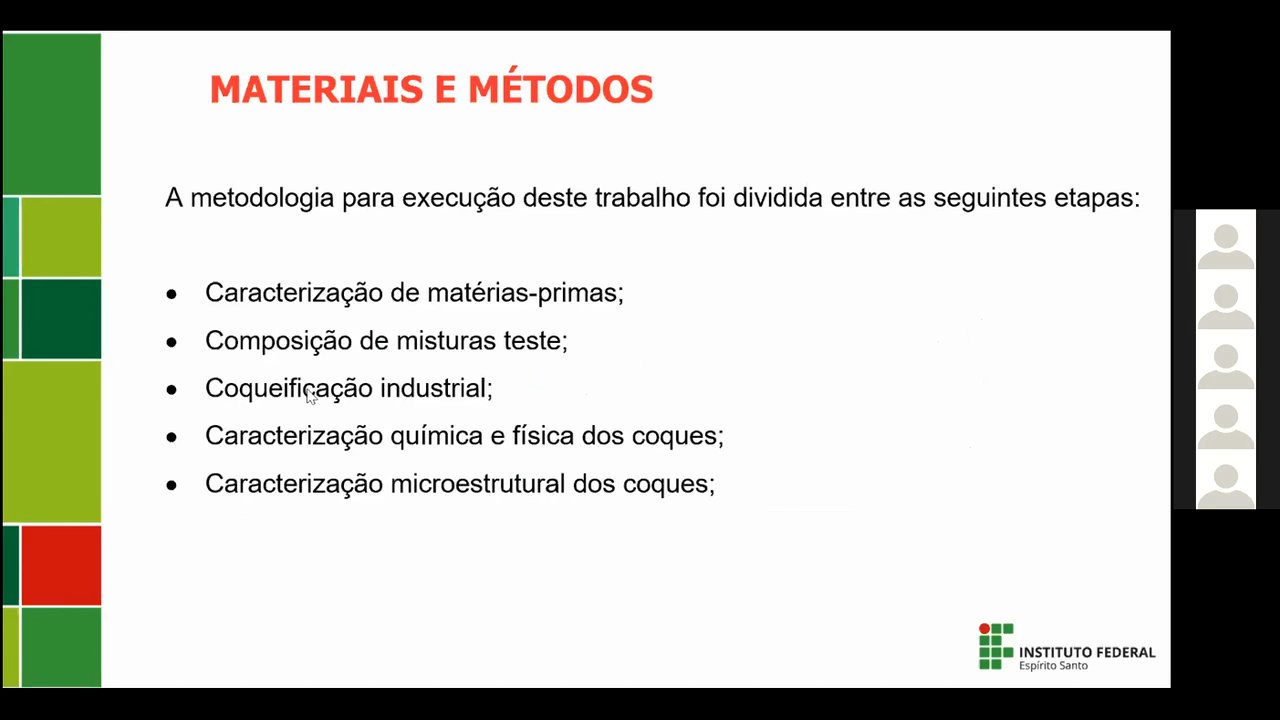 MATERIAIS E MÉTODOS
A metodologia para execução deste trabalho foi dividida entre as seguintes etapas:
• Caracterização de matérias-primas;
• Composição de misturas teste;
• Coqueificação industrial;
• Caracterização química e física dos coques;
• Caracterização microestrutural dos coques;
INSTITUTO FEDERAL
Espírito Santo